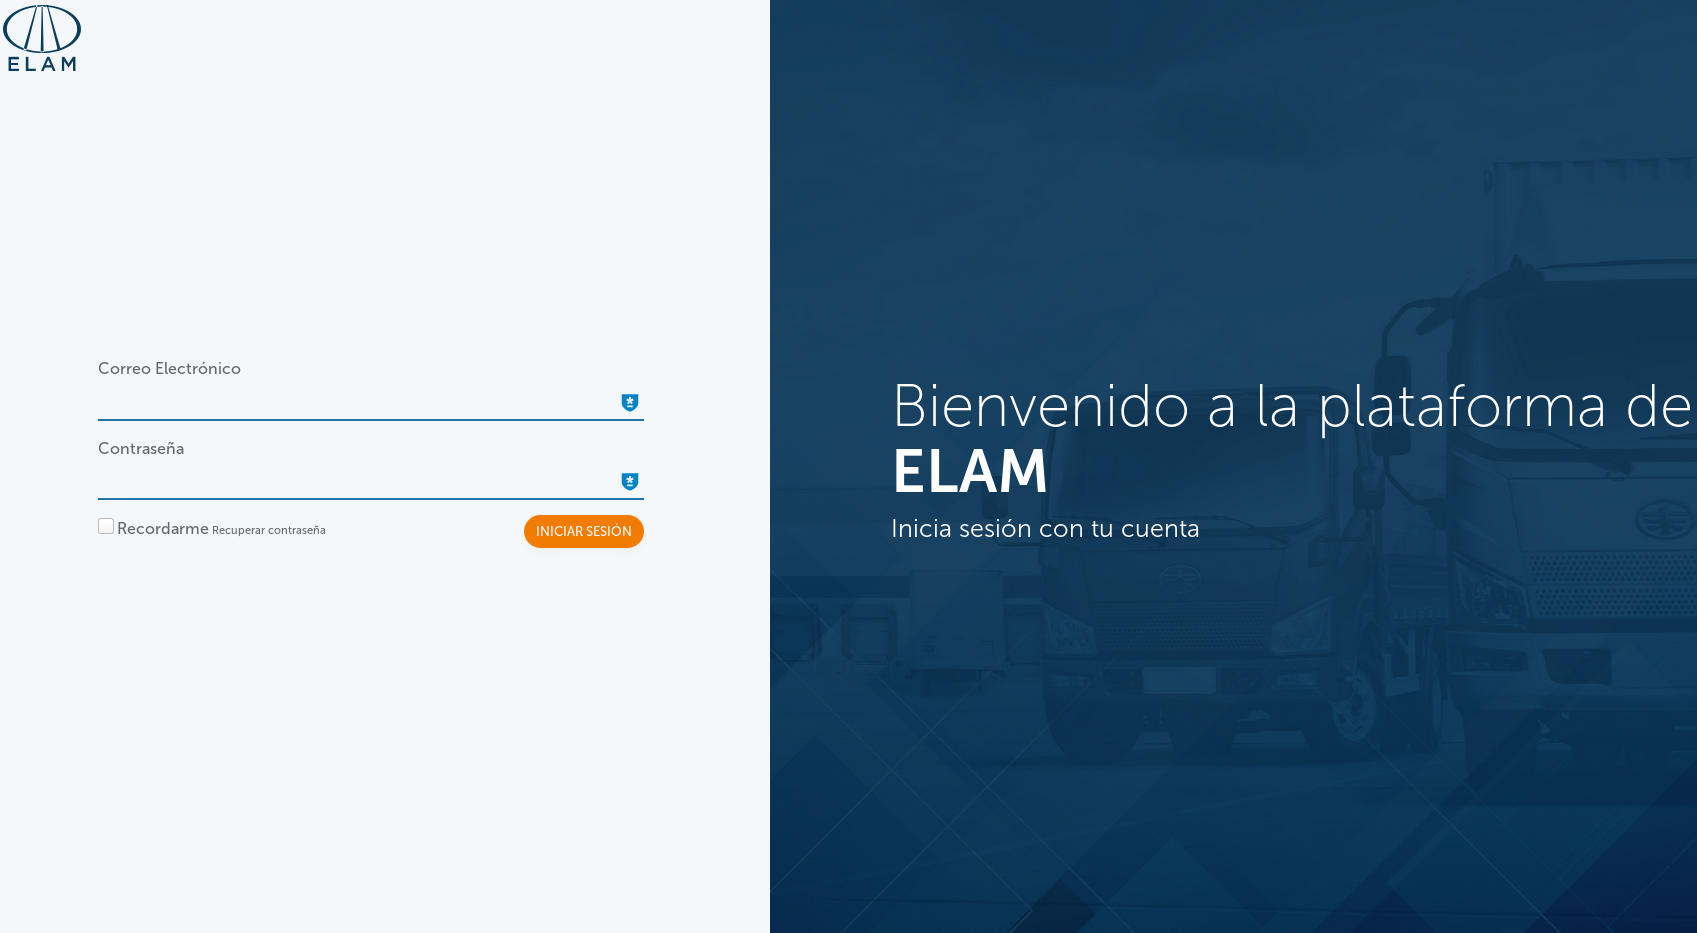 ELAM
Correo Electrónico
Contraseña
Recordarme Recuperar contraseña
INICIAR SESIÓN
Bienvenido a la plataforma de
ELAM
Inicia sesión con tu cuenta